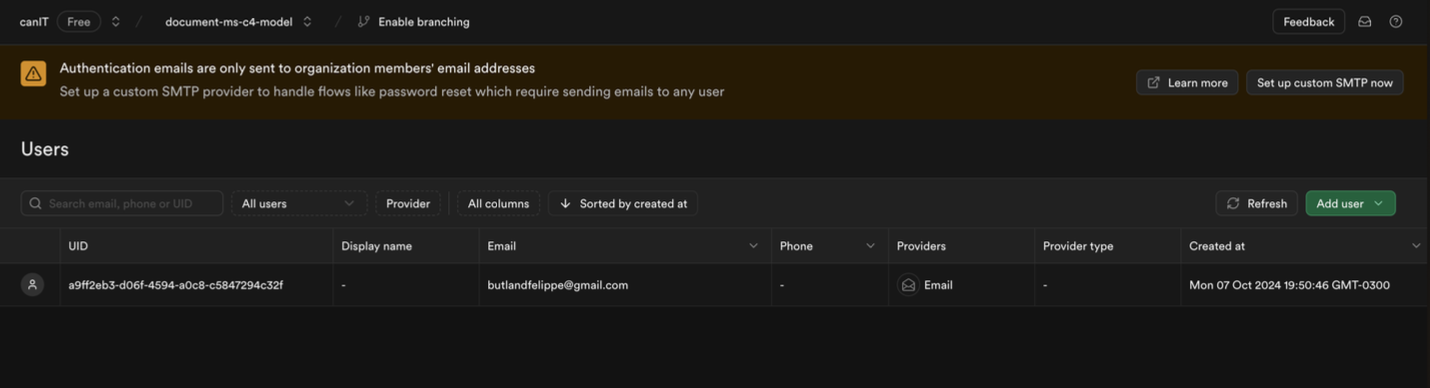 canIT Free / document-ms-c4-model / Enable branching Feedback
Authentication emails are only sent to organization members' email addresses
Set up a custom SMTP provider to handle flows like password reset which require sending emails to any user
Learn more Set up custom SMTP now
Users
Search email, phone or UID All users Provider All columns Sorted by created at Refresh Add user
UID Display name Email Phone Providers Provider type Created at
a9ff2eb3-d06f-4594-a0c8-c5847294c32f - butlandfelippe@gmail.com - Email - Mon 07 Oct 2024 19:50:46 GMT-0300